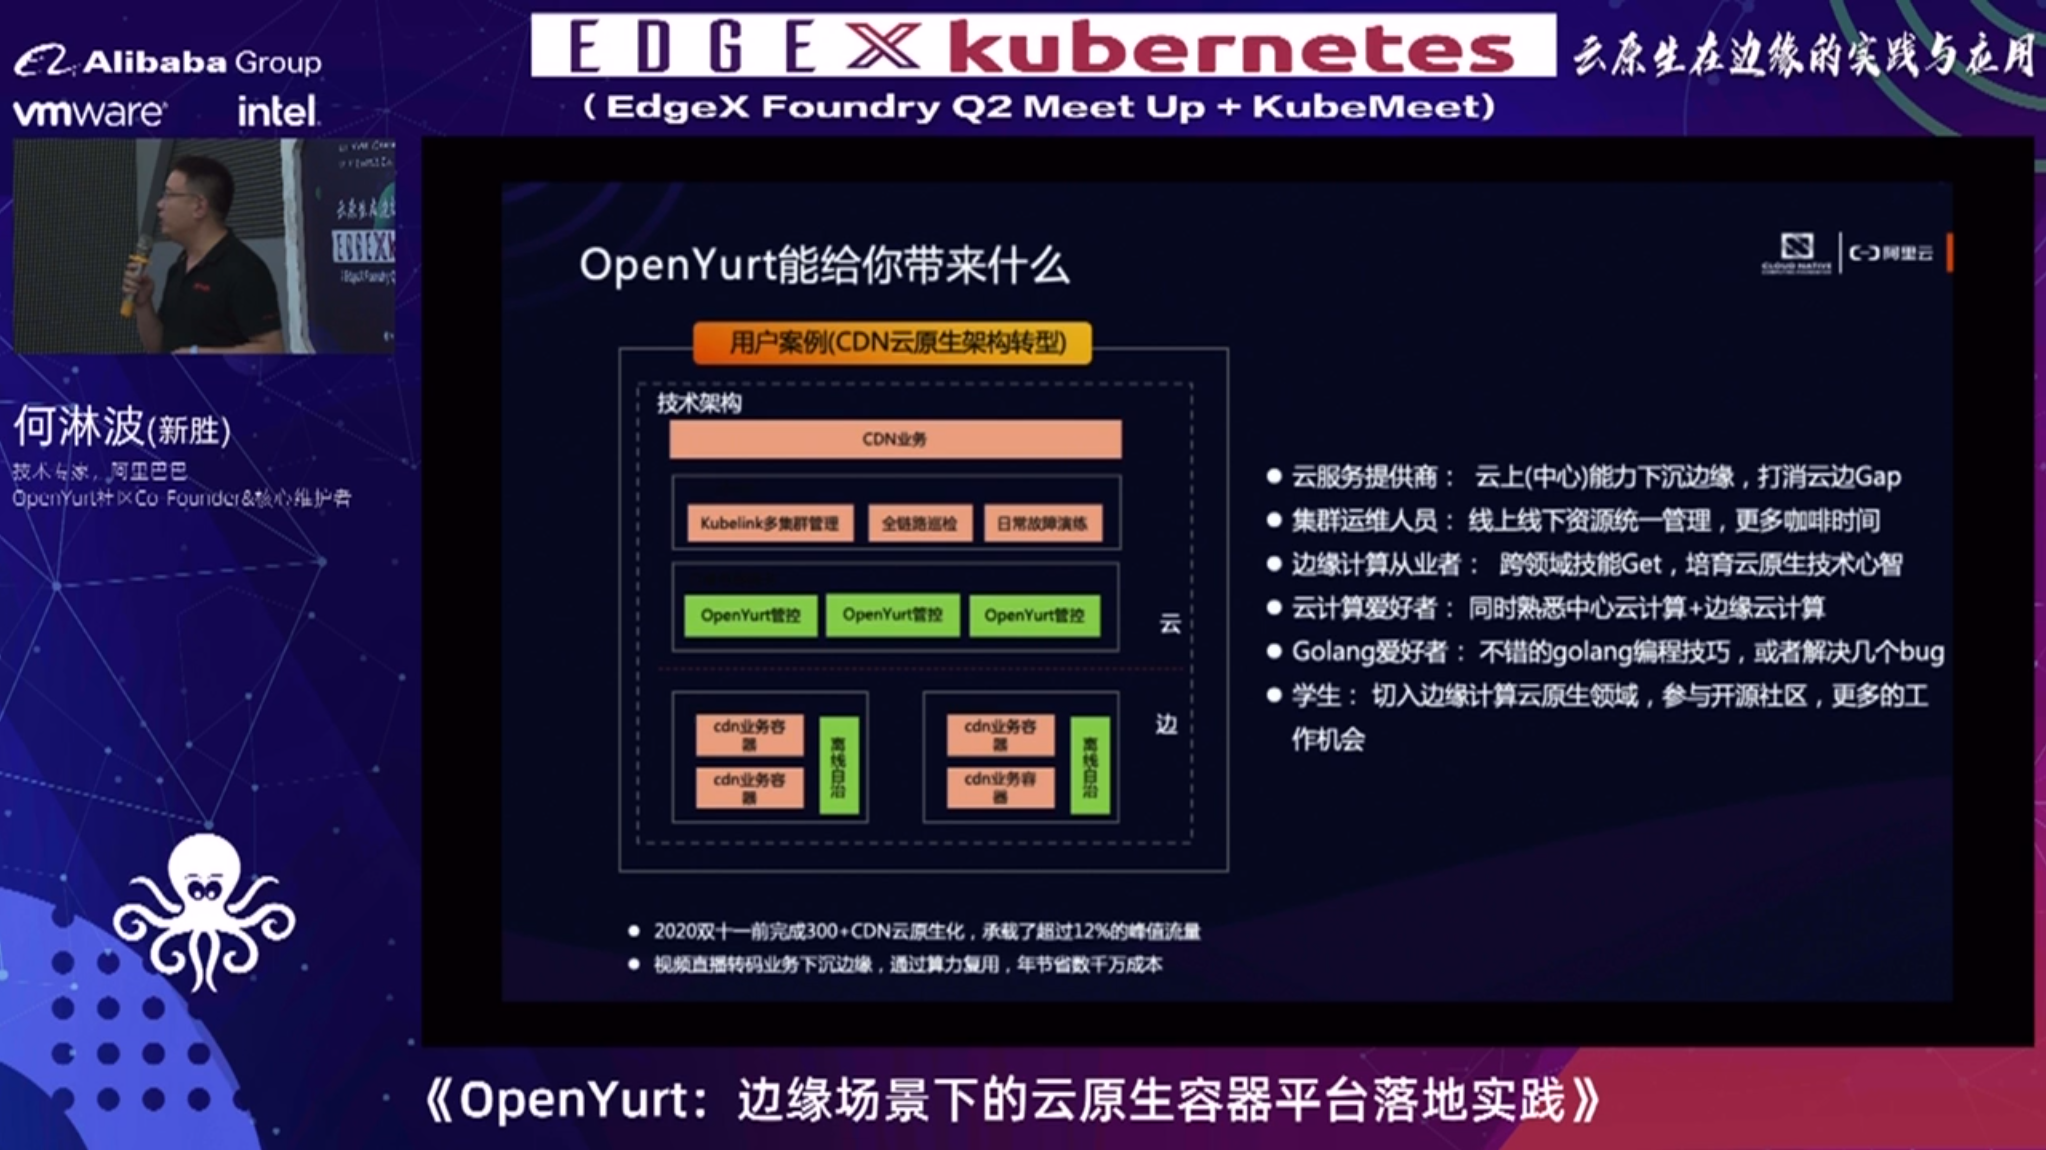 Alibaba Group
vmware
intel
EDGEX kubernetes
云原生在边缘的实践与应用
( EdgeX Foundry Q2 Meet Up + KubeMeet)
何淋波(新胜)
技术专家，阿里巴巴
OpenYurt社区Co-Founder&核心维护者
OpenYurt能给你带来什么
CLOUD NATIVE
阿里云
用户案例(CDN云原生架构转型)
技术架构
CDN业务
Kubelink多集群管理
全链路巡检
日常故障演练
OpenYurt管控
OpenYurt管控
OpenYurt管控
云
边
cdn业务容
器
cdn业务容
器
离线自治
cdn业务容
器
cdn业务容
器
离线自治
● 2020双十一前完成300+CDN云原生化，承载了超过12%的峰值流量
● 视频直播转码业务下沉边缘，通过算力复用，年节省数千万成本
● 云服务提供商： 云上(中心)能力下沉边缘，打消云边Gap
● 集群运维人员： 线上线下资源统一管理，更多咖啡时间
● 边缘计算从业者： 跨领域技能Get，培育云原生技术心智
● 云计算爱好者： 同时熟悉中心云计算+边缘云计算
● Golang爱好者： 不错的golang编程技巧，或者解决几个bug
● 学生： 切入边缘计算云原生领域，参与开源社区，更多的工
作机会
《OpenYurt：边缘场景下的云原生容器平台落地实践》